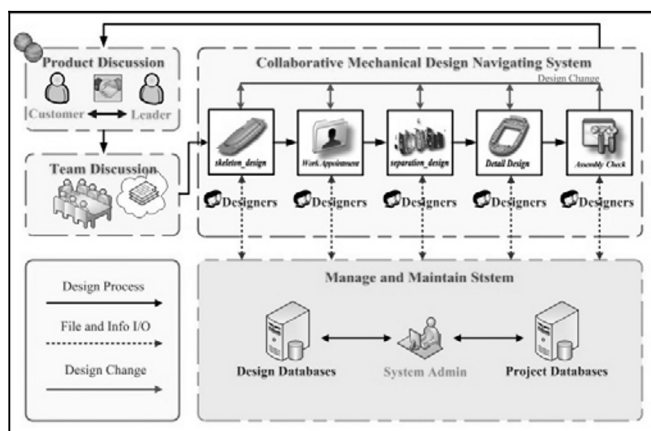 Product Discussion
Customer
Leader
Team Discussion
Collaborative Mechanical Design Navigating System
Design Change
skeleton_design
Work Appointment
separation_design
Detail Design
Assembly Check
Designers
Designers
Designers
Designers
Designers
Design Process
File and Info I/O
Design Change
Manage and Maintain Ststem
Design Databases
System Admin
Project Databases